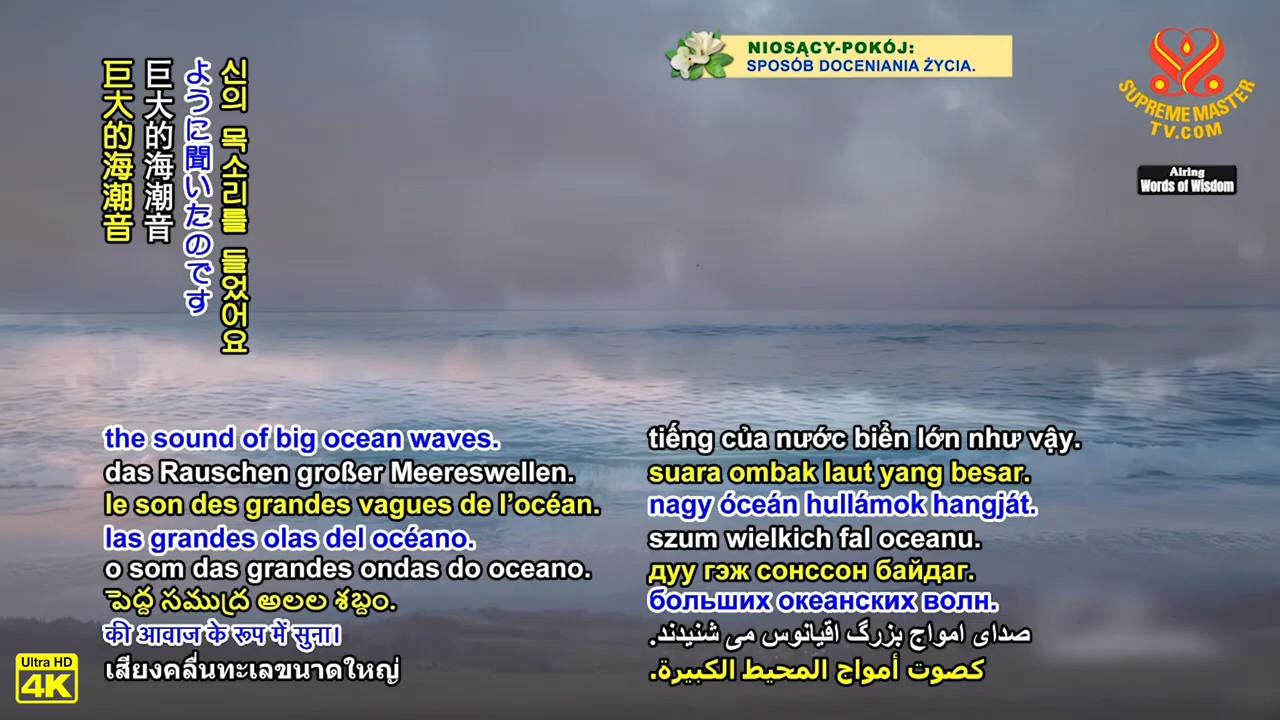 NIOSĄCY-POKÓJ:
SPOSÓB DOCENIANIA ŻYCIA.
SUPREME MASTER
TV.COM
Airing
Words of Wisdom
신의 목소리를 들었어요
ように聞いたのです
巨大的海潮音
巨大的海潮音
the sound of big ocean waves.
das Rauschen großer Meereswellen.
le son des grandes vagues de l'océan.
las grandes olas del océano.
o som das grandes ondas do oceano.
పెద్ద సముద్ర అలల శబ్దం.
की आवाज के रूप में सुना।
เสียงคลื่นทะเลขนาดใหญ่
tiếng của nước biển lớn như vậy.
suara ombak laut yang besar.
nagy óceán hullámok hangját.
szum wielkich fal oceanu.
дуу гэж сонссон байдаг.
больших океанских волн.
صدای امواج بزرگ اقیانوس می شنیدند.
كصوت أمواج المحيط الكبيرة.
Ultra HD
4K